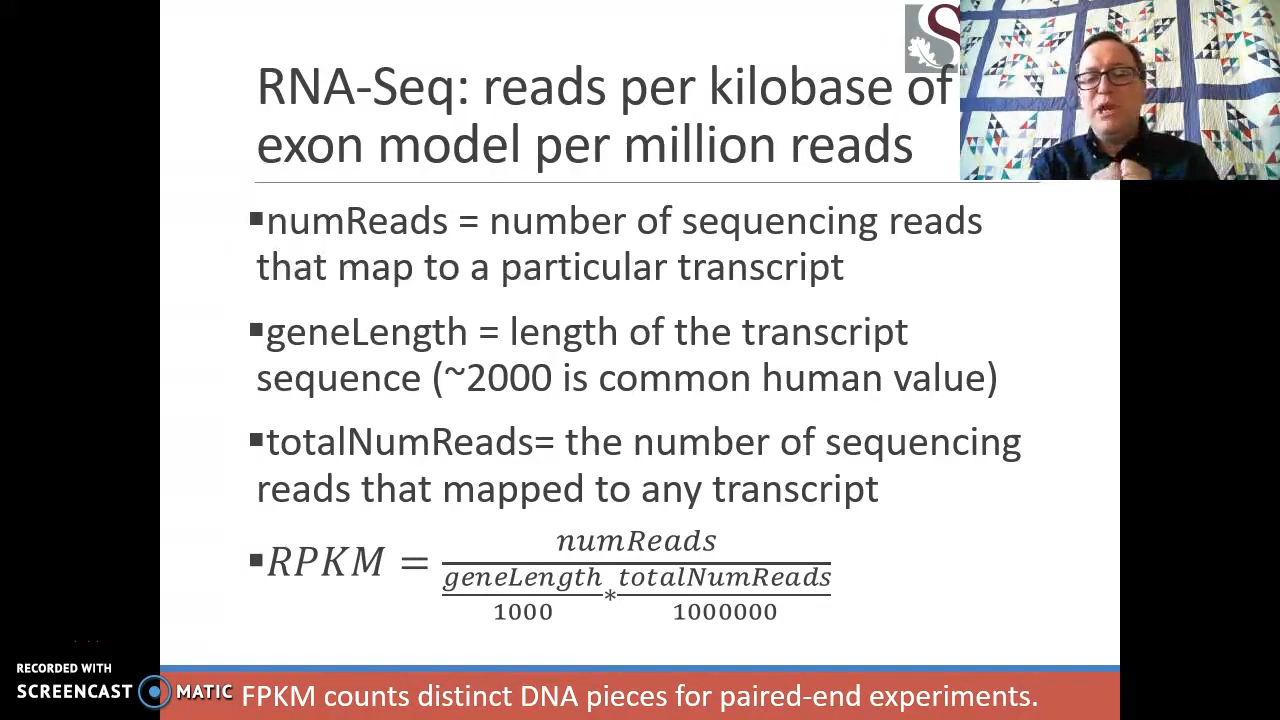 S
RNA-Seq: reads per kilobase of
exon model per million reads
▪numReads = number of sequencing reads
that map to a particular transcript
▪geneLength = length of the transcript
sequence (~2000 is common human value)
▪totalNumReads= the number of sequencing
reads that mapped to any transcript
▪RPKM = numReads / (geneLength/1000 * totalNumReads/1000000)
RECORDED WITH
SCREENCAST MATIC
FPKM counts distinct DNA pieces for paired-end experiments.